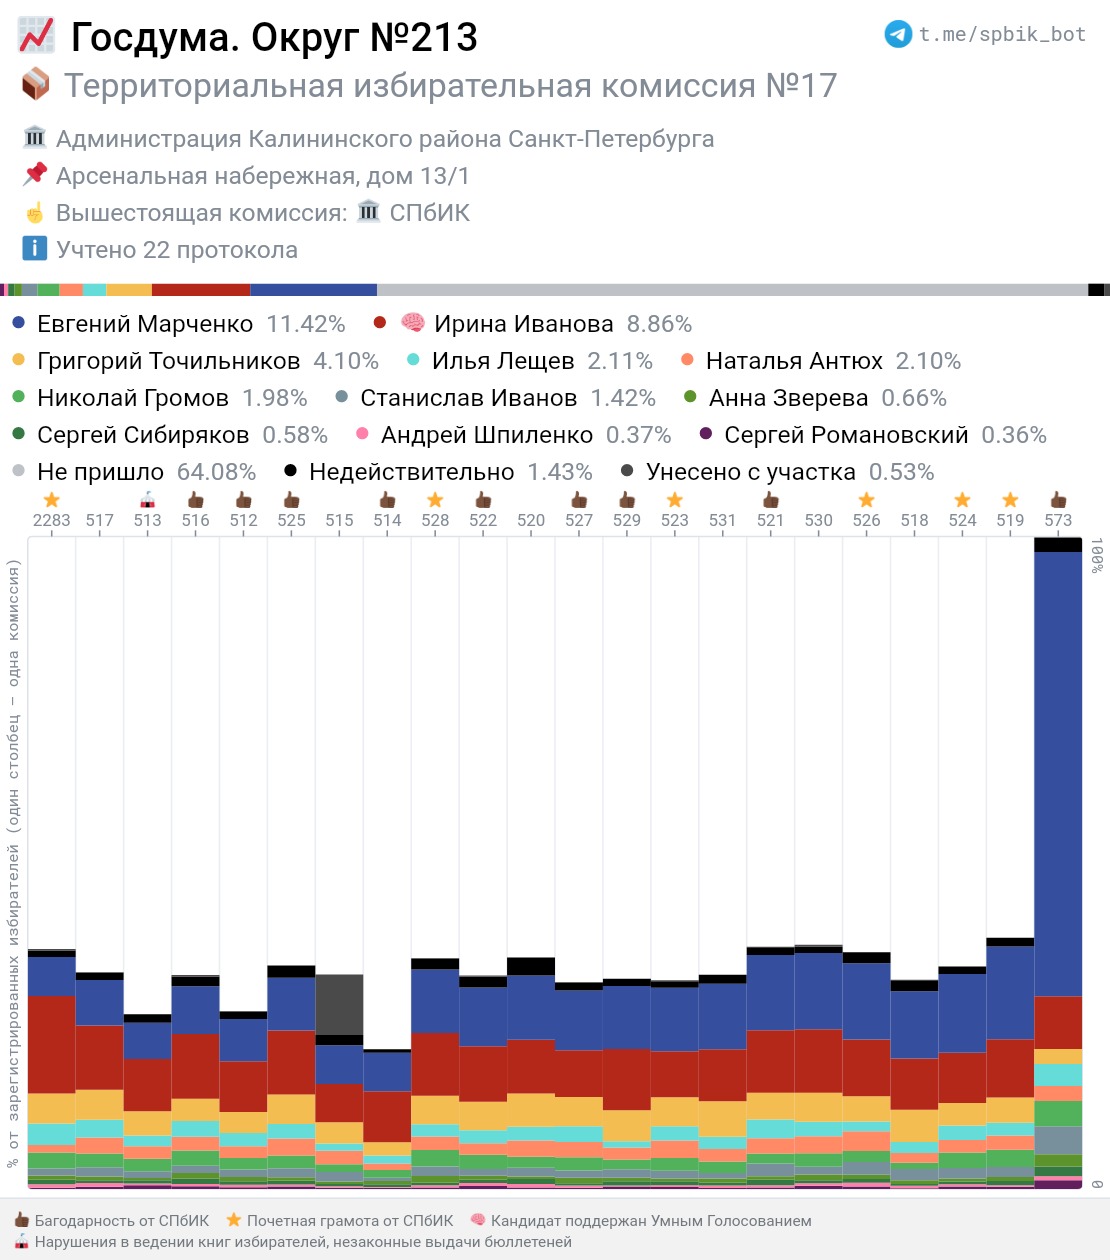 Госдума. Округ №213
t.me/spbik_bot
Территориальная избирательная комиссия №17
Администрация Калининского района Санкт-Петербурга
Арсенальная набережная, дом 13/1
Вышестоящая комиссия: СПбИК
Учтено 22 протокола
Евгений Марченко 11.42% Ирина Иванова 8.86%
Григорий Точильников 4.10% Илья Лещев 2.11% Наталья Антюх 2.10%
Николай Громов 1.98% Станислав Иванов 1.42% Анна Зверева 0.66%
Сергей Сибиряков 0.58% Андрей Шпиленко 0.37% Сергей Романовский 0.36%
Не пришло 64.08% Недействительно 1.43% Унесено с участка 0.53%
2283 517 513 516 512 525 515 514 528 522 520 527 529 523 531 521 530 526 518 524 519 573
% от зарегистрированных избирателей (один столбец – одна комиссия)
100%
0
Багодарность от СПбИК Почетная грамота от СПбИК Кандидат поддержан Умным Голосованием
Нарушения в ведении книг избирателей, незаконные выдачи бюллетеней